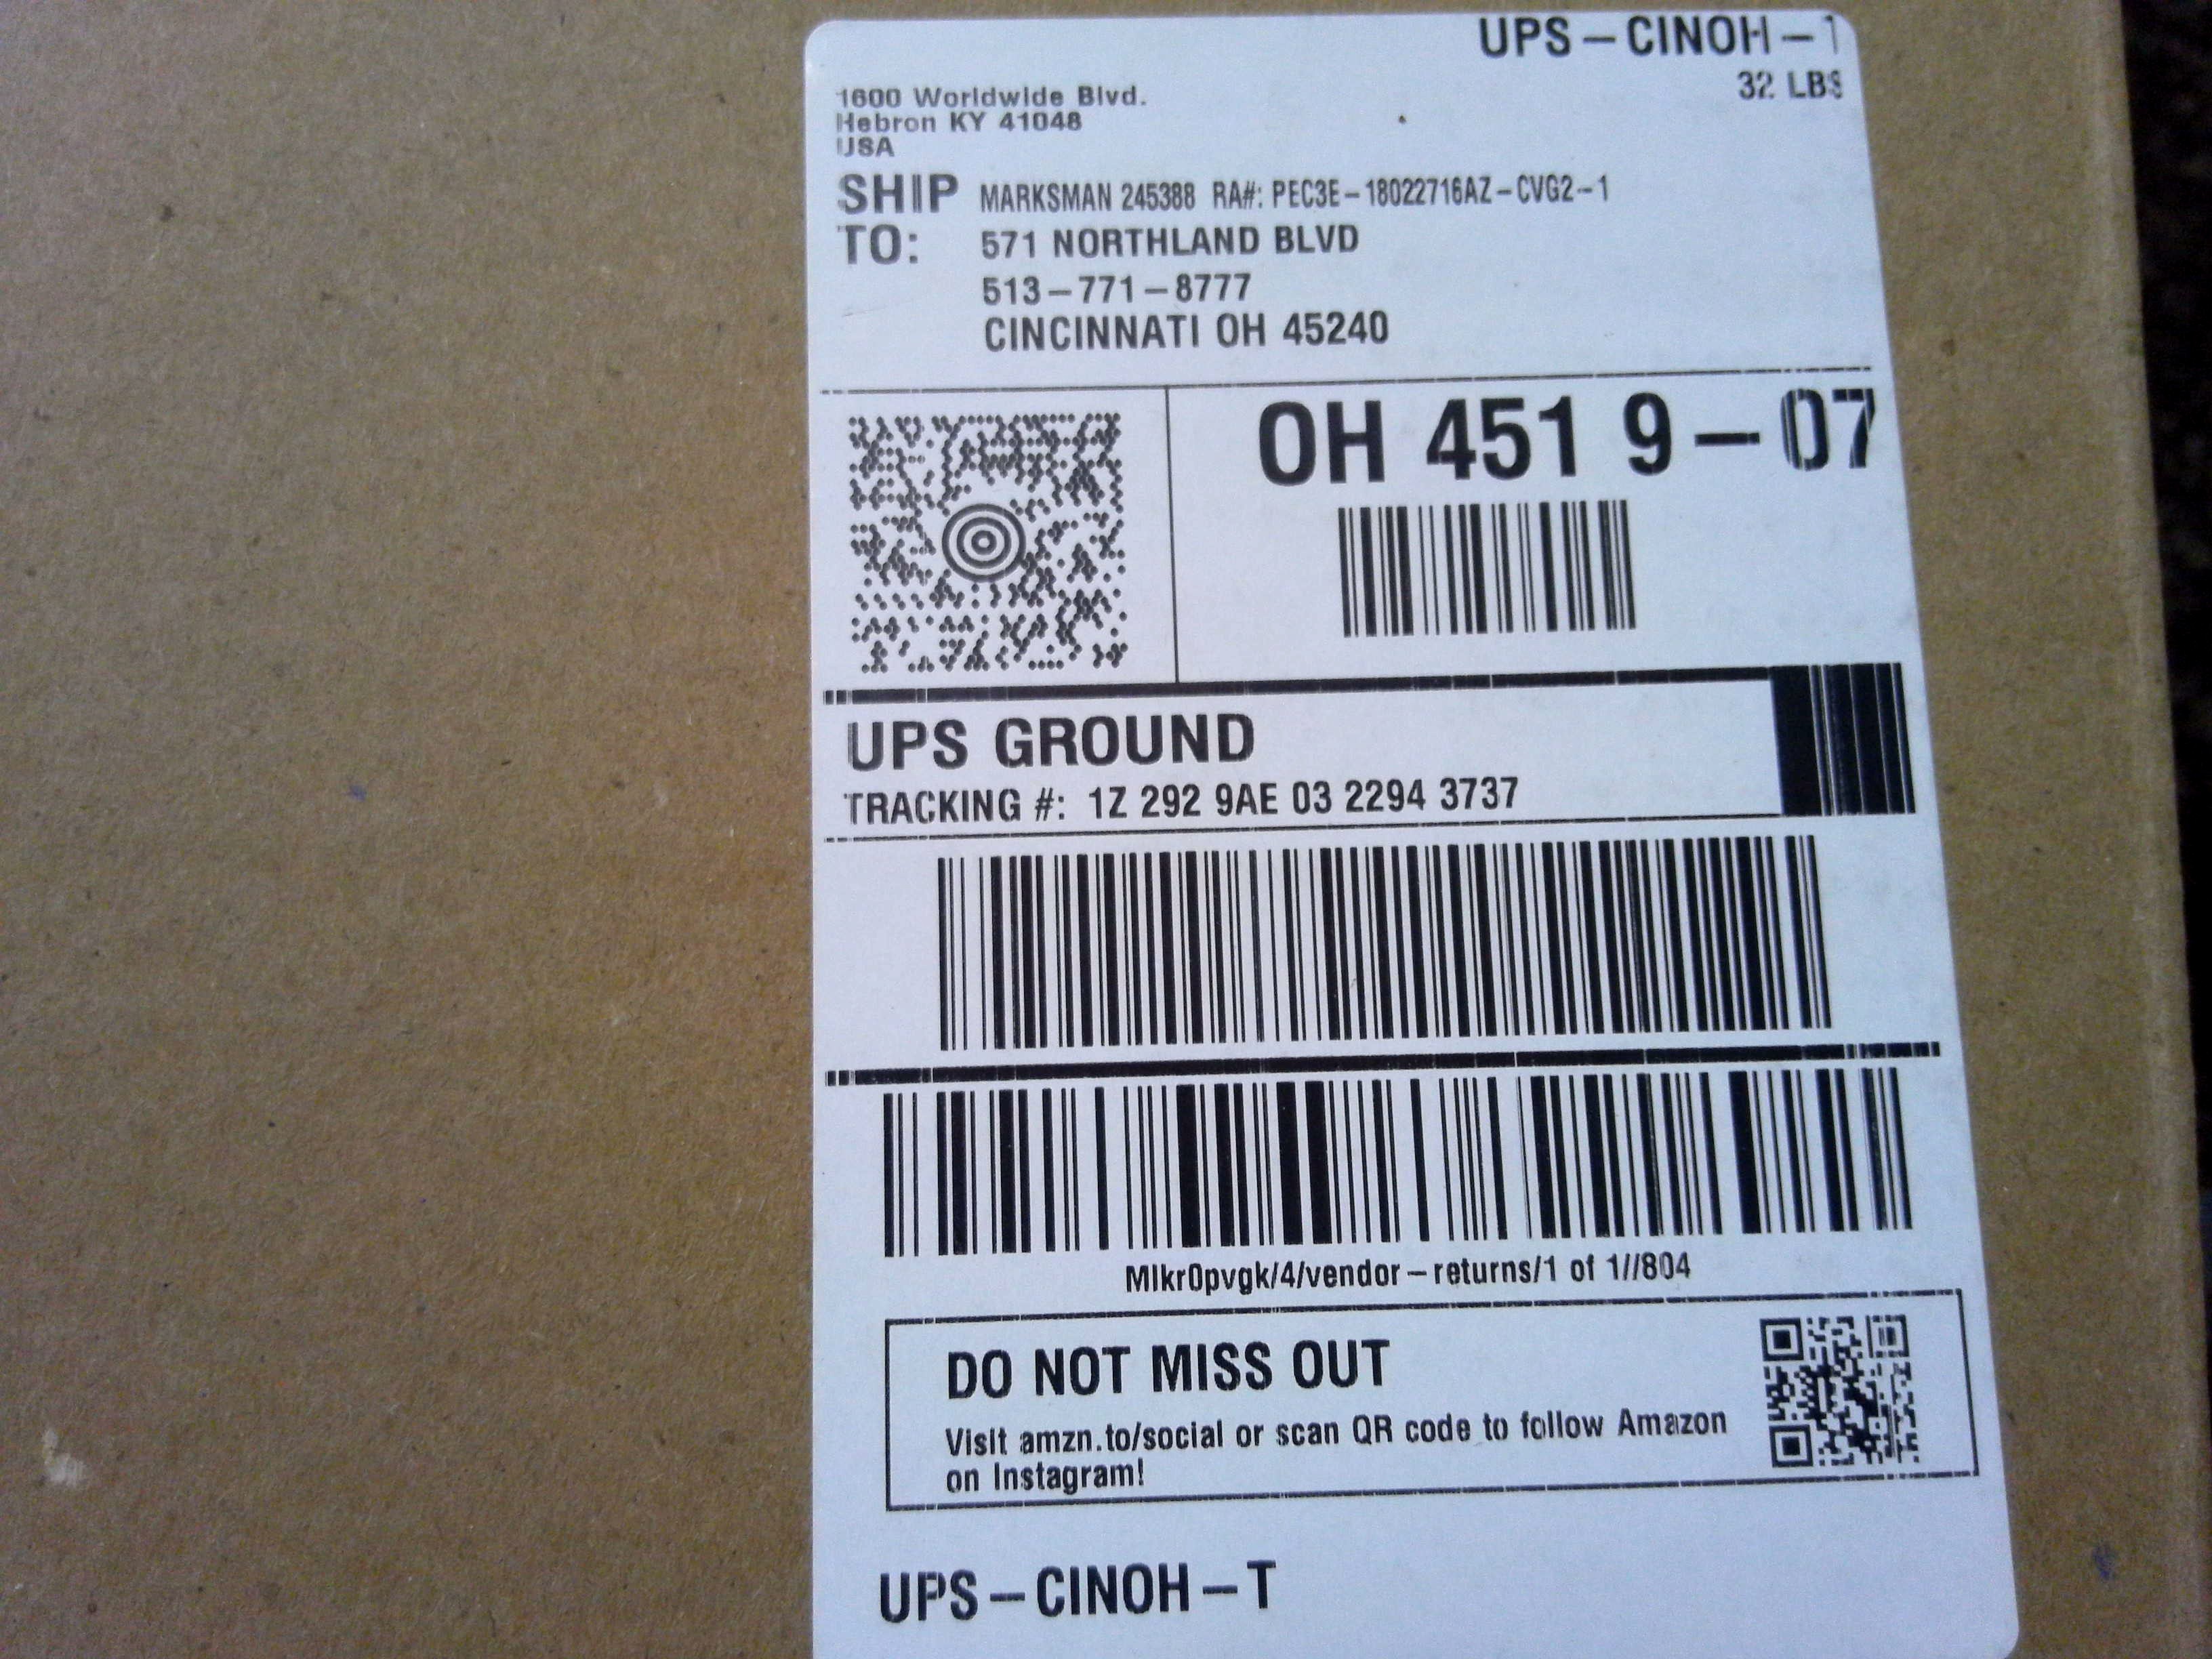 UPS – CINOH – T
32 LBS
1600 Worldwide Blvd.
Hebron KY 41048
USA
SHIP TO:
MARKSMAN 245388 RA#: PEC3E – 18022716AZ – CVG2 – 1
571 NORTHLAND BLVD
513 – 771 – 8777
CINCINNATI OH 45240
OH 451 9 – 07
UPS GROUND
TRACKING #: 1Z 292 9AE 03 2294 3737
MIkr0pvgk/4/vendor – returns/1 of 1//804
DO NOT MISS OUT
Visit amzn.to/social or scan QR code to follow Amazon
on Instagram!
UPS – CINOH – T